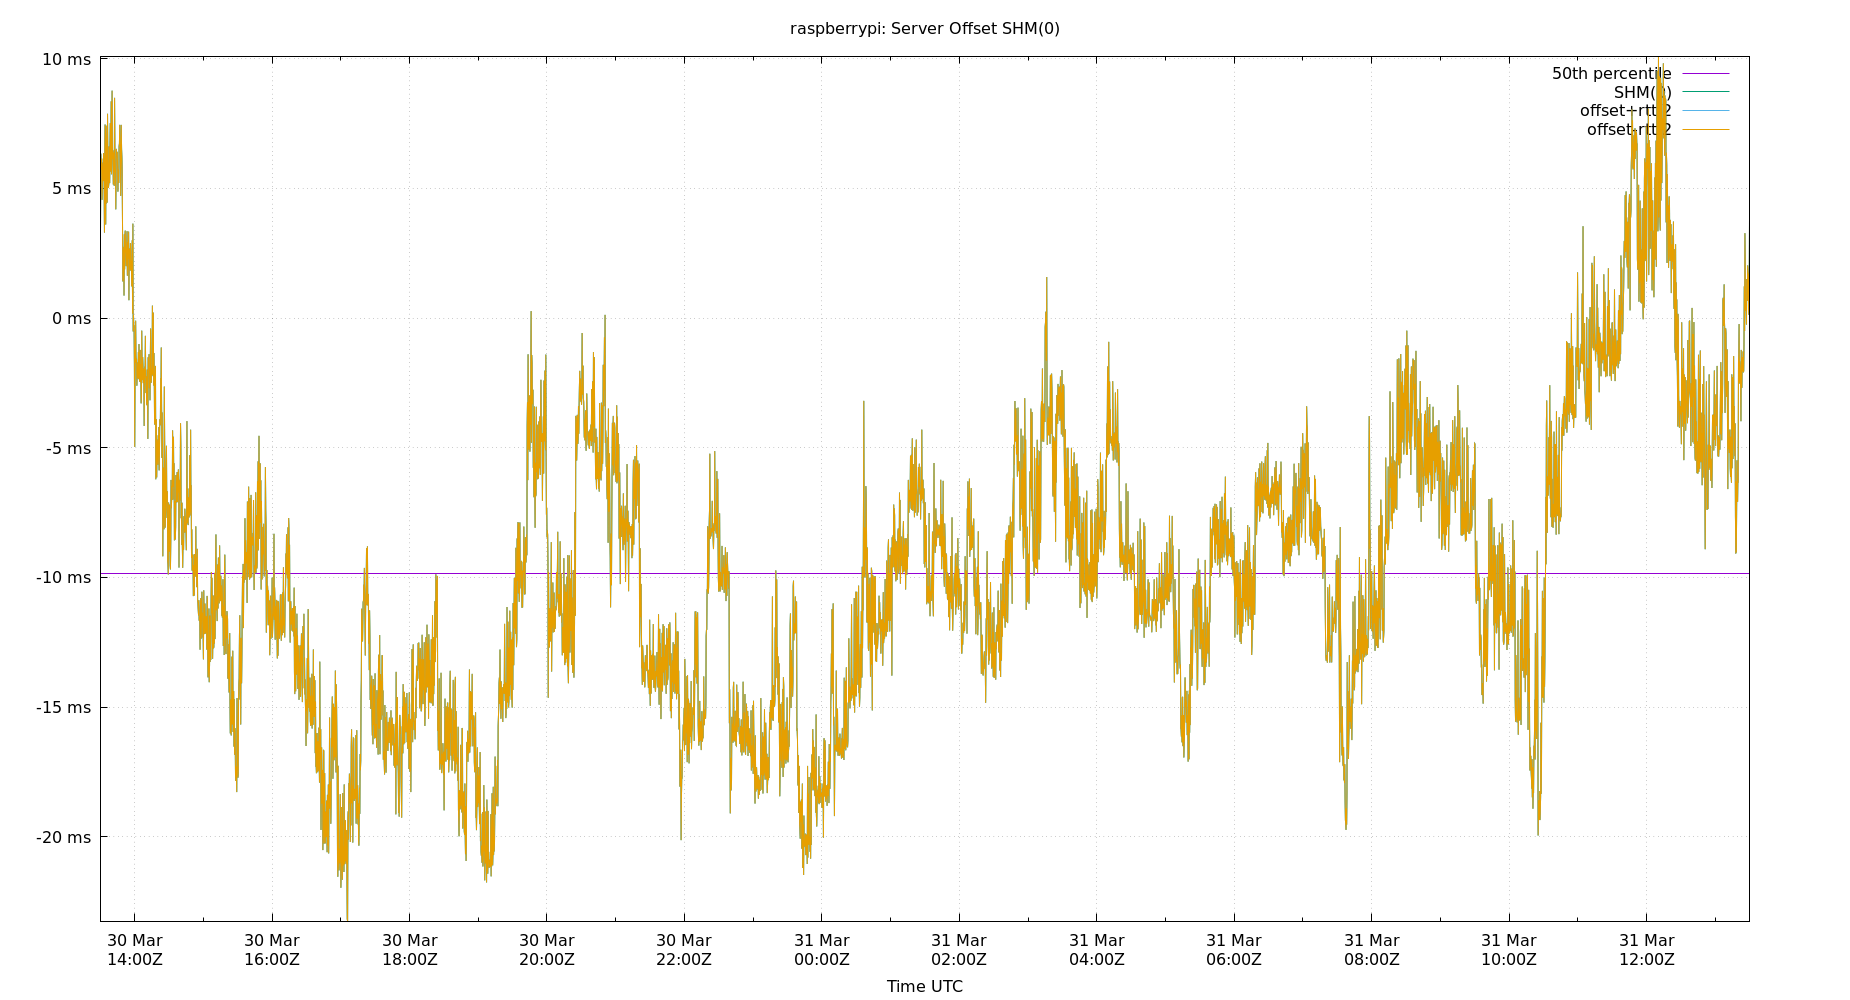 raspberrypi: Server Offset SHM(0)
10 ms
5 ms
0 ms
-5 ms
-10 ms
-15 ms
-20 ms
50th percentile
SHM(0)
offset+rtt/2
offset-rtt/2
30 Mar
14:00Z
30 Mar
16:00Z
30 Mar
18:00Z
30 Mar
20:00Z
30 Mar
22:00Z
31 Mar
00:00Z
31 Mar
02:00Z
31 Mar
04:00Z
31 Mar
06:00Z
31 Mar
08:00Z
31 Mar
10:00Z
31 Mar
12:00Z
Time UTC